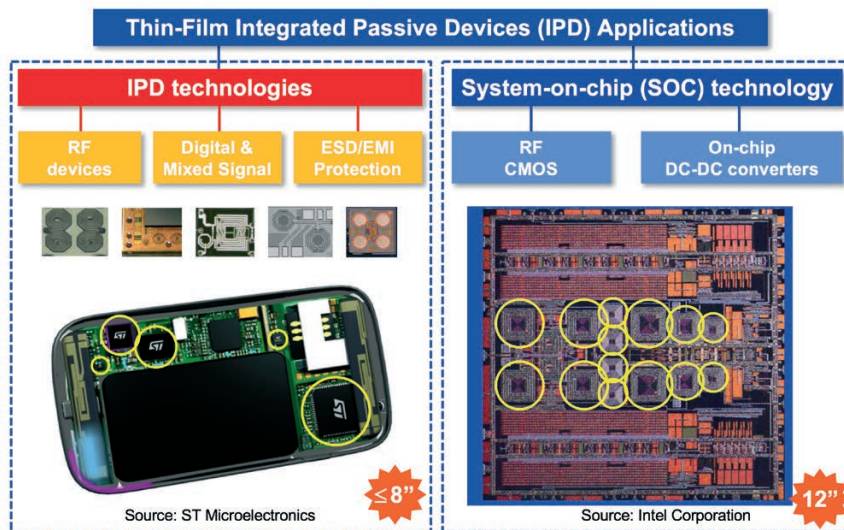 Thin-Film Integrated Passive Devices (IPD) Applications
IPD technologies
RF
devices
Digital &
Mixed Signal
ESD/EMI
Protection
ST
ST
ST
≤8”
Source: ST Microelectronics
System-on-chip (SOC) technology
RF
CMOS
On-chip
DC-DC converters
12”
Source: Intel Corporation